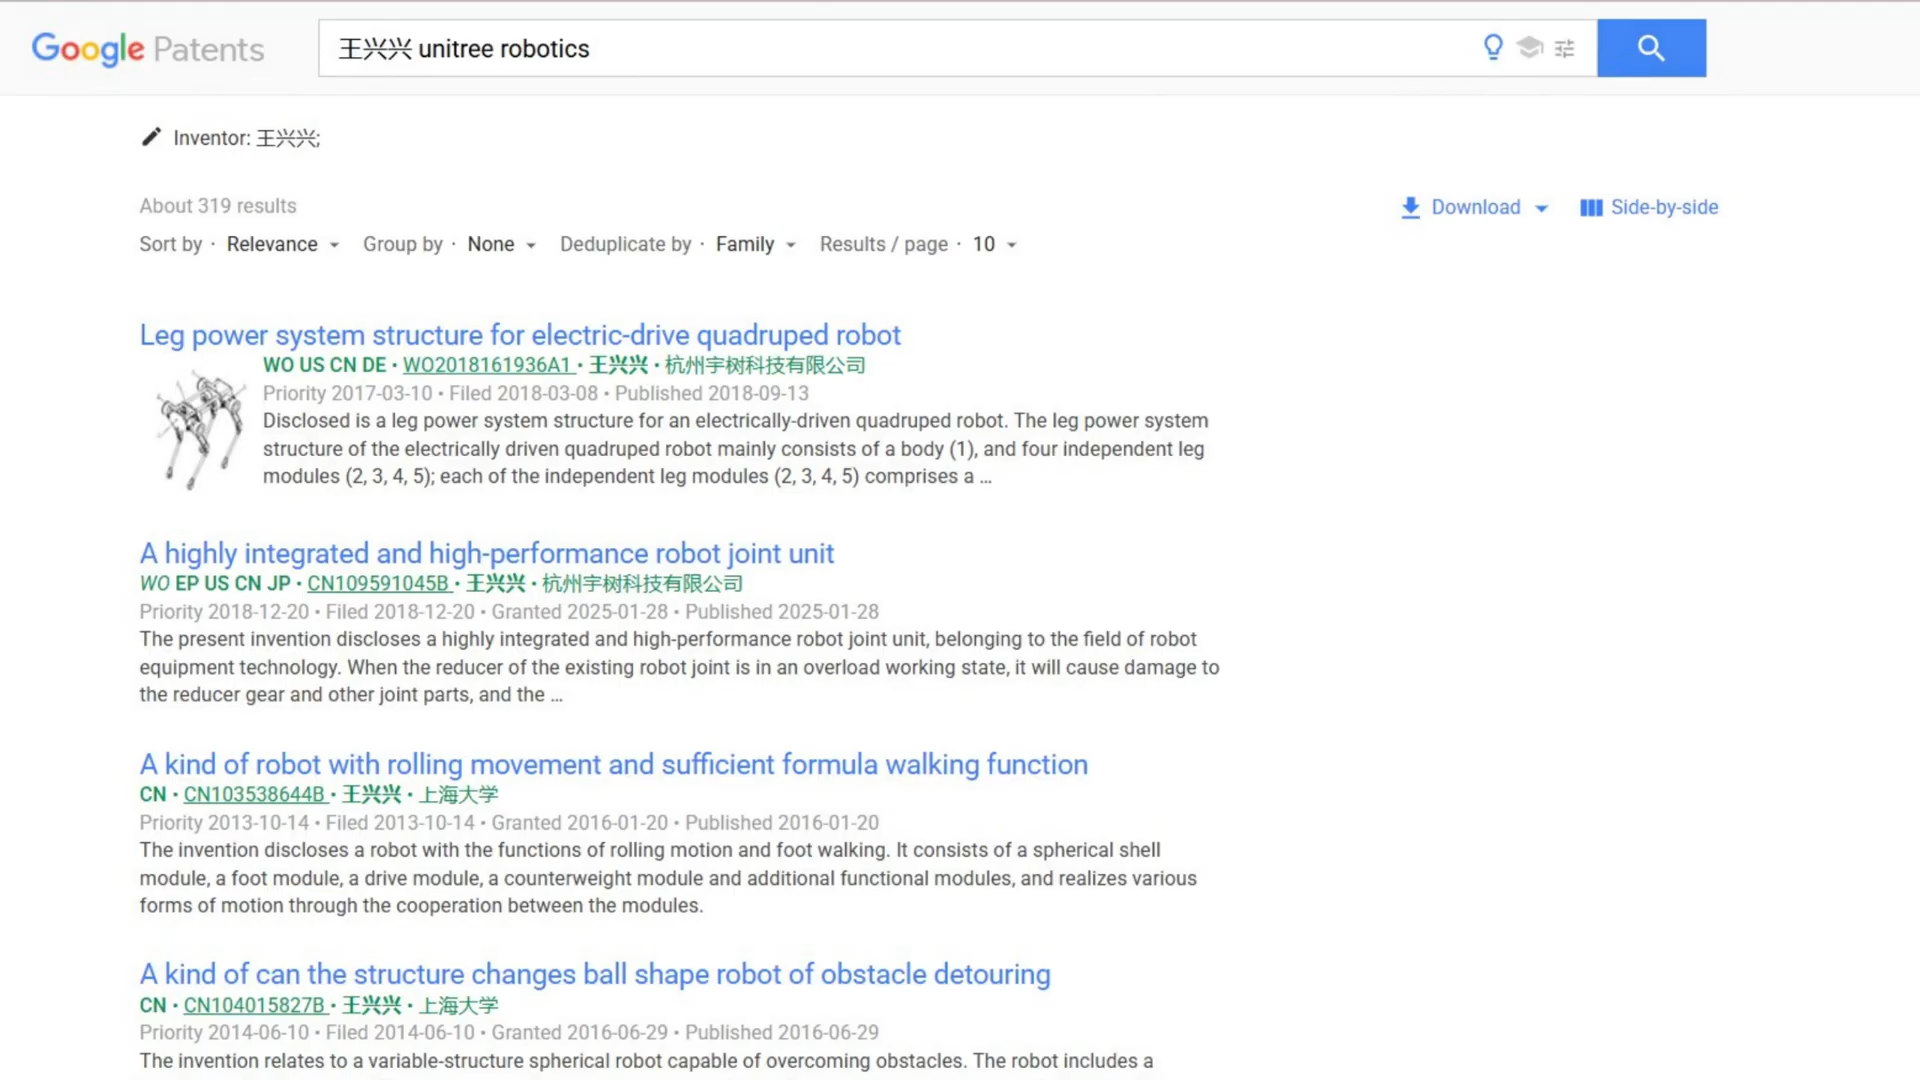 Google Patents
王兴兴 unitree robotics
Inventor: 王兴兴;
About 319 results
Download
Side-by-side
Sort by · Relevance Group by · None Deduplicate by · Family Results / page · 10
Leg power system structure for electric-drive quadruped robot
WO US CN DE · WO2018161936A1 · 王兴兴 · 杭州宇树科技有限公司
Priority 2017-03-10 • Filed 2018-03-08 • Published 2018-09-13
Disclosed is a leg power system structure for an electrically-driven quadruped robot. The leg power system
structure of the electrically driven quadruped robot mainly consists of a body (1), and four independent leg
modules (2, 3, 4, 5); each of the independent leg modules (2, 3, 4, 5) comprises a ...
A highly integrated and high-performance robot joint unit
WO EP US CN JP · CN109591045B · 王兴兴 · 杭州宇树科技有限公司
Priority 2018-12-20 • Filed 2018-12-20 • Granted 2025-01-28 • Published 2025-01-28
The present invention discloses a highly integrated and high-performance robot joint unit, belonging to the field of robot
equipment technology. When the reducer of the existing robot joint is in an overload working state, it will cause damage to
the reducer gear and other joint parts, and the ...
A kind of robot with rolling movement and sufficient formula walking function
CN · CN103538644B · 王兴兴 · 上海大学
Priority 2013-10-14 • Filed 2013-10-14 • Granted 2016-01-20 • Published 2016-01-20
The invention discloses a robot with the functions of rolling motion and foot walking. It consists of a spherical shell
module, a foot module, a drive module, a counterweight module and additional functional modules, and realizes various
forms of motion through the cooperation between the modules.
A kind of can the structure changes ball shape robot of obstacle detouring
CN · CN104015827B · 王兴兴 · 上海大学
Priority 2014-06-10 • Filed 2014-06-10 • Granted 2016-06-29 • Published 2016-06-29
The invention relates to a variable-structure spherical robot capable of overcoming obstacles. The robot includes a